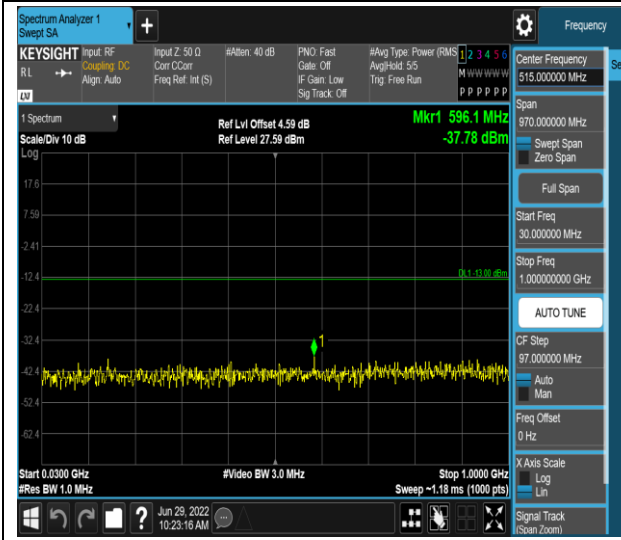 Spectrum Analyzer 1
Swept SA
+
Frequency
KEYSIGHT
RL
LXI
Input: RF
Coupling: DC
Align: Auto
Input Z: 50 Ω
Corr CCorr
Freq Ref: Int (S)
#Atten: 40 dB
PNO: Fast
Gate: Off
IF Gain: Low
Sig Track: Off
#Avg Type: Power (RMS
Avg|Hold: 5/5
Trig: Free Run
1 2 3 4 5 6
M W W W W W
P P P P P P
1 Spectrum
Scale/Div 10 dB
Log
Ref Lvl Offset 4.59 dB
Ref Level 27.59 dBm
Mkr1 596.1 MHz
-37.78 dBm
17.6
7.59
-2.41
-12.4
DL1 -13.00 dBm
-22.4
-32.4
1
-42.4
-52.4
-62.4
Start 0.0300 GHz
#Res BW 1.0 MHz
#Video BW 3.0 MHz
Stop 1.0000 GHz
Sweep ~1.18 ms (1000 pts)
?
Jun 29, 2022
10:23:16 AM
Center Frequency
515.000000 MHz
Se
Span
970.000000 MHz
Swept Span
Zero Span
Full Span
Start Freq
30.000000 MHz
Stop Freq
1.000000000 GHz
AUTO TUNE
CF Step
97.000000 MHz
Auto
Man
Freq Offset
0 Hz
X Axis Scale
Log
Lin
Signal Track
(Span Zoom)